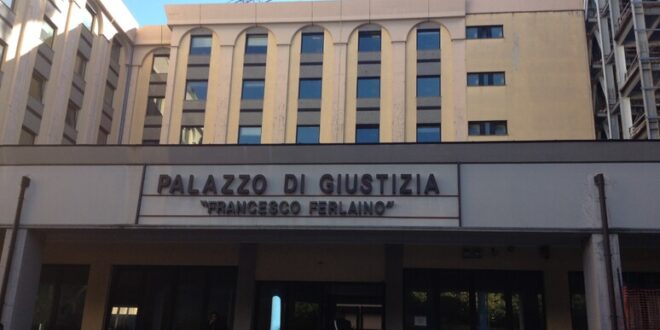 PALAZZO DI GIUSTIZIA
"FRANCESCO FERLAINO"